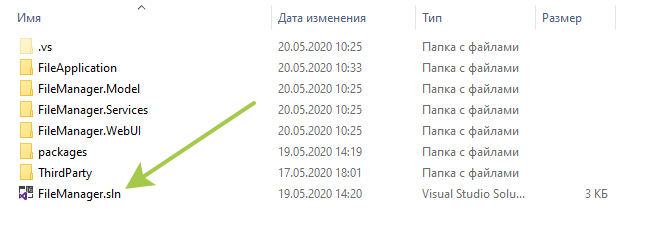 Имя Дата изменения Тип Размер
.vs 20.05.2020 10:25 Папка с файлами
FileApplication 20.05.2020 10:33 Папка с файлами
FileManager.Model 20.05.2020 10:25 Папка с файлами
FileManager.Services 20.05.2020 10:25 Папка с файлами
FileManager.WebUI 20.05.2020 10:25 Папка с файлами
packages 19.05.2020 14:19 Папка с файлами
ThirdParty 17.05.2020 18:01 Папка с файлами
FileManager.sln 19.05.2020 14:20 Visual Studio Solu... 3 КБ